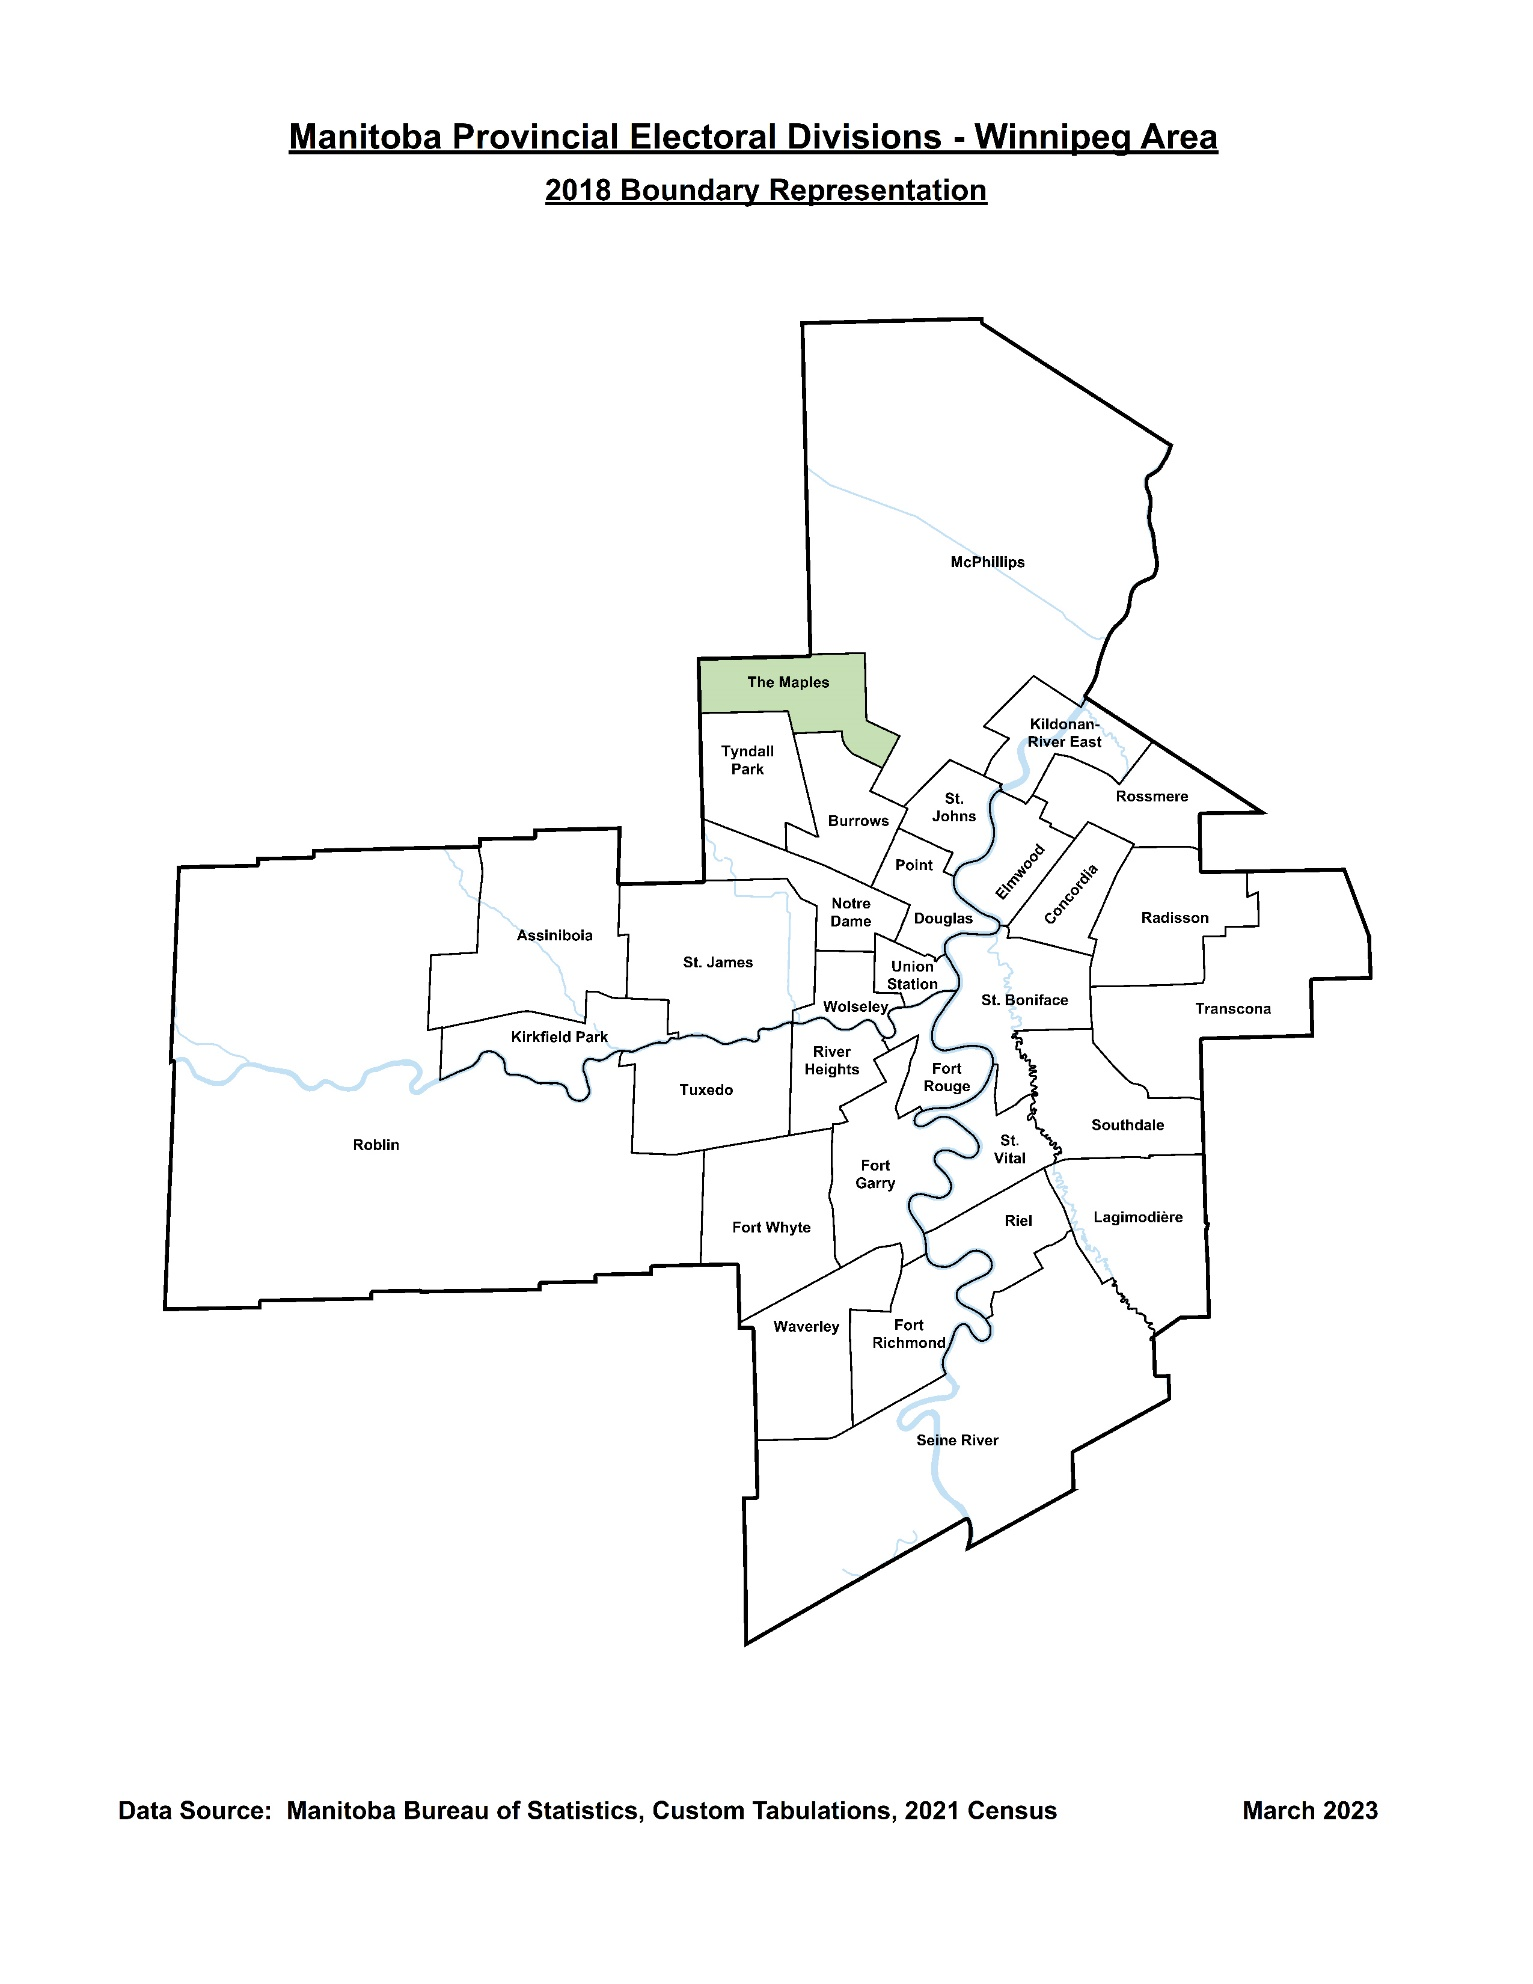 Manitoba Provincial Electoral Divisions - Winnipeg Area
2018 Boundary Representation
McPhillips
The Maples
Kildonan-
River East
Tyndall
Park
Rossmere
St.
Johns
Burrows
Point
Elmwood
Concordia
Notre
Dame
Douglas
Radisson
Assiniboia
St. James
Union
Station
St. Boniface
Wolseley
Transcona
Kirkfield Park
River
Heights
Fort
Rouge
Tuxedo
Southdale
Roblin
St.
Vital
Fort
Garry
Riel
Lagimodière
Fort Whyte
Waverley
Fort
Richmond
Seine River
Data Source:  Manitoba Bureau of Statistics, Custom Tabulations, 2021 Census
March 2023